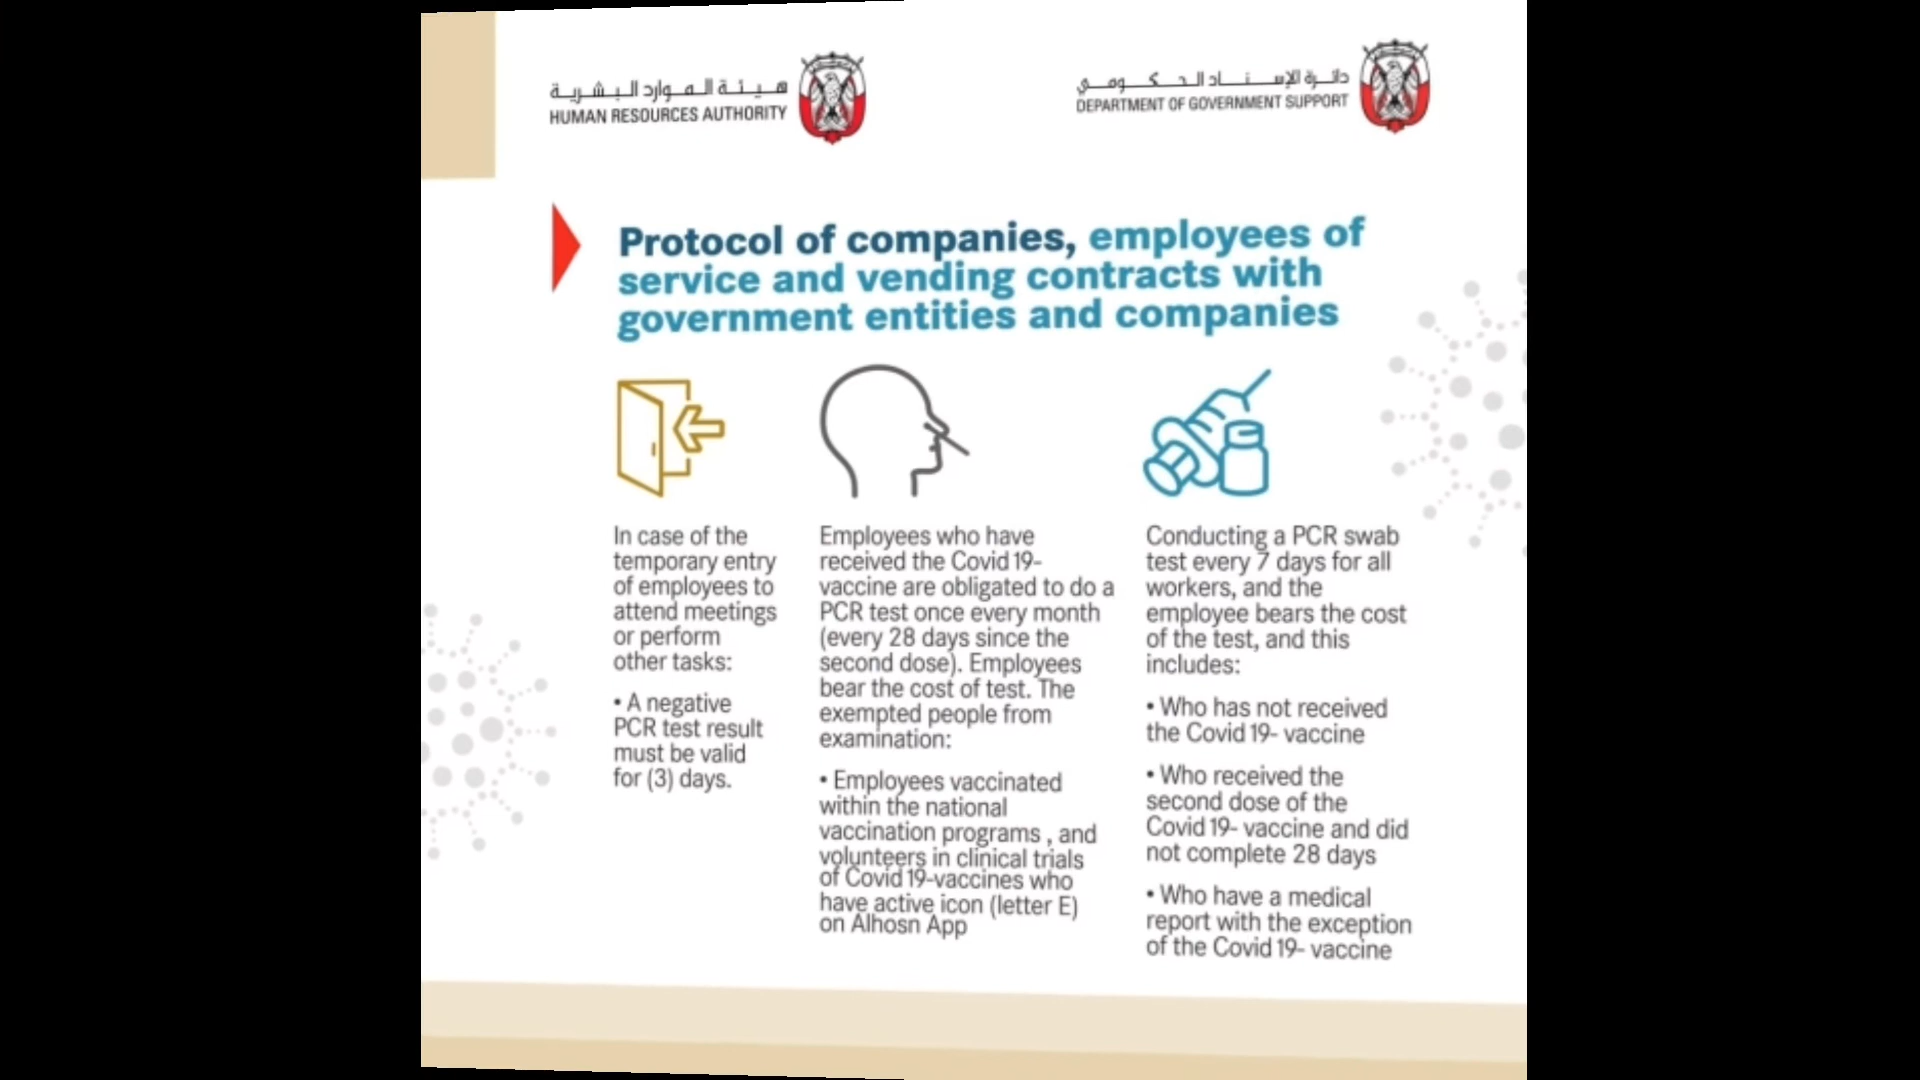 هيئة الموارد البشرية
HUMAN RESOURCES AUTHORITY
دائرة الإسناد الحكومي
DEPARTMENT OF GOVERNMENT SUPPORT
Protocol of companies, employees of
service and vending contracts with
government entities and companies
In case of the
temporary entry
of employees to
attend meetings
or perform
other tasks:
• A negative
PCR test result
must be valid
for (3) days.
Employees who have
received the Covid 19-
vaccine are obligated to do a
PCR test once every month
(every 28 days since the
second dose). Employees
bear the cost of test. The
exempted people from
examination:
• Employees vaccinated
within the national
vaccination programs , and
volunteers in clinical trials
of Covid 19-vaccines who
have active icon (letter E)
on Alhosn App
Conducting a PCR swab
test every 7 days for all
workers, and the
employee bears the cost
of the test, and this
includes:
• Who has not received
the Covid 19- vaccine
• Who received the
second dose of the
Covid 19- vaccine and did
not complete 28 days
• Who have a medical
report with the exception
of the Covid 19- vaccine